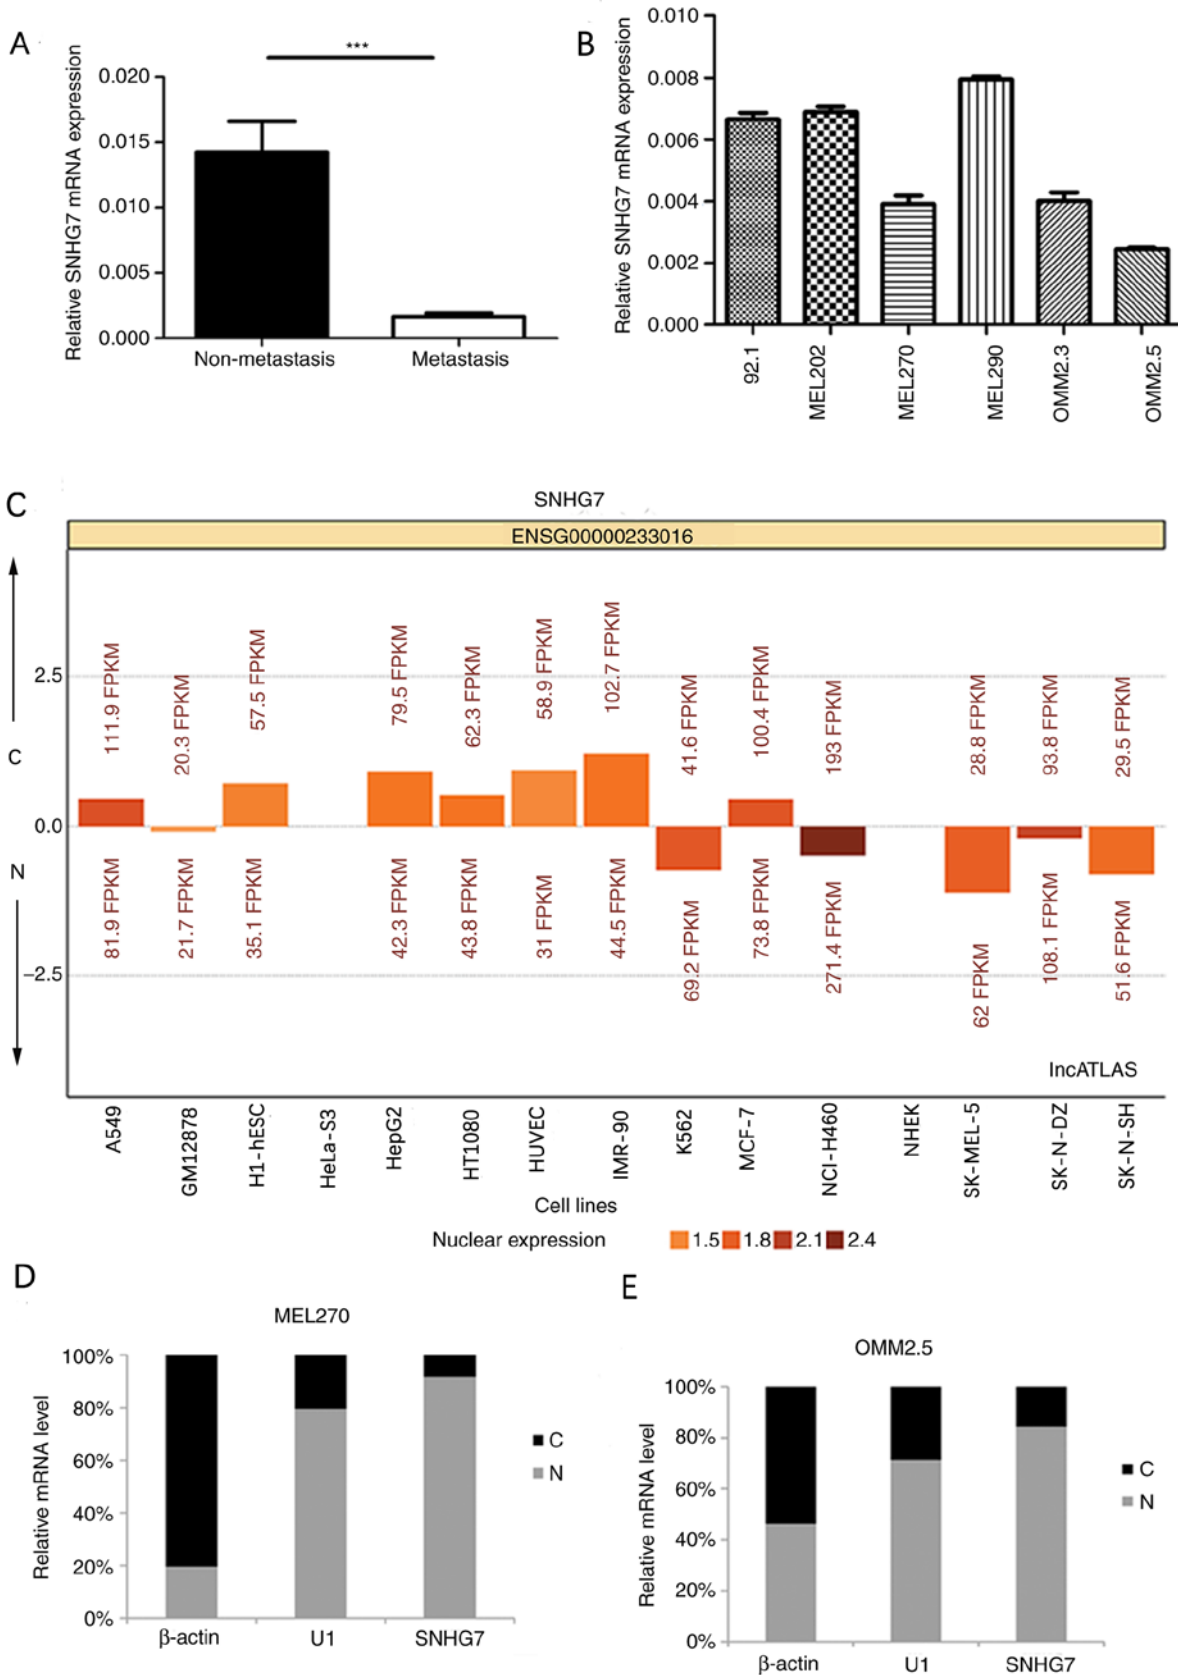 A
***
Relative SNHG7 mRNA expression
0.020
0.015
0.010
0.005
0.000
Non-metastasis
Metastasis
B
Relative SNHG7 mRNA expression
0.010
0.008
0.006
0.004
0.002
0.000
92.1
MEL202
MEL270
MEL290
OMM2.3
OMM2.5
C
SNHG7
ENSG00000233016
2.5
C
0.0
N
−2.5
111.9 FPKM
20.3 FPKM
57.5 FPKM
79.5 FPKM
62.3 FPKM
58.9 FPKM
102.7 FPKM
41.6 FPKM
100.4 FPKM
193 FPKM
28.8 FPKM
93.8 FPKM
29.5 FPKM
81.9 FPKM
21.7 FPKM
35.1 FPKM
42.3 FPKM
43.8 FPKM
31 FPKM
44.5 FPKM
69.2 FPKM
73.8 FPKM
271.4 FPKM
62 FPKM
108.1 FPKM
51.6 FPKM
lncATLAS
A549
GM12878
H1-hESC
HeLa-S3
HepG2
HT1080
HUVEC
IMR-90
K562
MCF-7
NCI-H460
NHEK
SK-MEL-5
SK-N-DZ
SK-N-SH
Cell lines
Nuclear expression 1.5 1.8 2.1 2.4
D
MEL270
Relative mRNA level
100%
80%
60%
40%
20%
0%
β-actin
U1
SNHG7
C
N
E
OMM2.5
Relative mRNA level
100%
80%
60%
40%
20%
0%
β-actin
U1
SNHG7
C
N